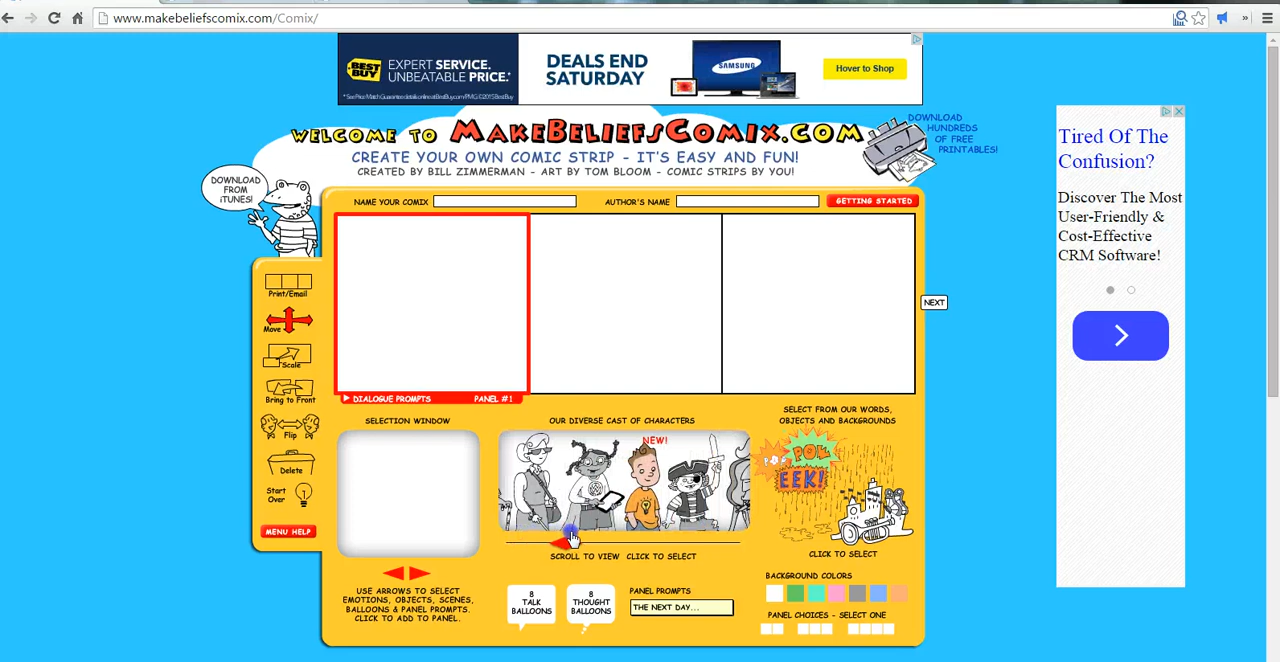 www.makebeliefscomix.com/Comix/
BEST BUY
EXPERT SERVICE.
UNBEATABLE PRICE.*
DEALS END
SATURDAY
SAMSUNG
Hover to Shop
WELCOME TO MAKEBELIEFSCOMIX.COM
CREATE YOUR OWN COMIC STRIP - IT'S EASY AND FUN!
CREATED BY BILL ZIMMERMAN - ART BY TOM BLOOM - COMIC STRIPS BY YOU!
DOWNLOAD
HUNDREDS
OF FREE
PRINTABLES!
DOWNLOAD
FROM
iTUNES!
NAME YOUR COMIX
AUTHOR'S NAME
GETTING STARTED
Tired Of The
Confusion?
Discover The Most
User-Friendly &
Cost-Effective
CRM Software!
Print/Email
Move
Scale
Bring to Front
Flip
Delete
Start
Over
MENU HELP
NEXT
DIALOGUE PROMPTS
PANEL #1
SELECTION WINDOW
OUR DIVERSE CAST OF CHARACTERS
SELECT FROM OUR WORDS,
OBJECTS AND BACKGROUNDS
NEW!
POW
EEK!
SCROLL TO VIEW CLICK TO SELECT
CLICK TO SELECT
USE ARROWS TO SELECT
EMOTIONS, OBJECTS, SCENES,
BALLOONS & PANEL PROMPTS.
CLICK TO ADD TO PANEL.
8
TALK
BALLOONS
8
THOUGHT
BALLOONS
PANEL PROMPTS
THE NEXT DAY...
BACKGROUND COLORS
PANEL CHOICES - SELECT ONE